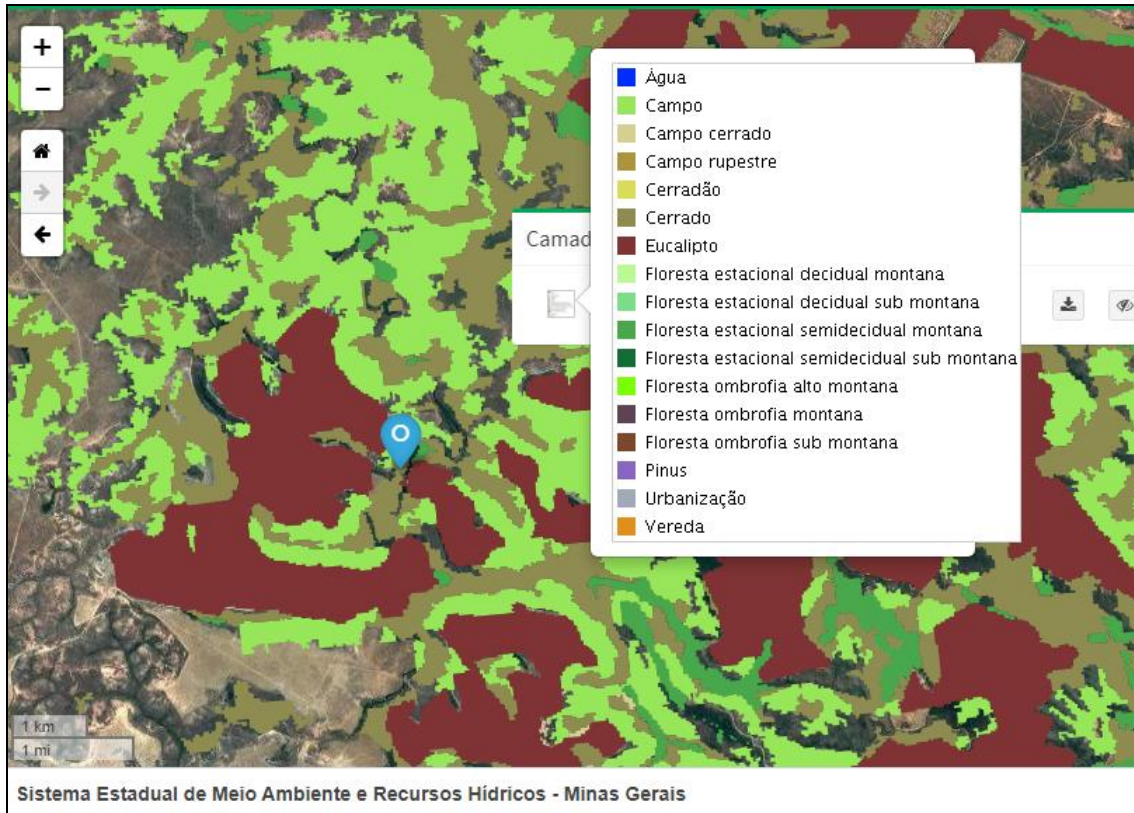 +
−
Camad
Água
Campo
Campo cerrado
Campo rupestre
Cerradão
Cerrado
Eucalipto
Floresta estacional decidual montana
Floresta estacional decidual sub montana
Floresta estacional semidecidual montana
Floresta estacional semidecidual sub montana
Floresta ombrofia alto montana
Floresta ombrofia montana
Floresta ombrofia sub montana
Pinus
Urbanização
Vereda
1 km
1 mi
Sistema Estadual de Meio Ambiente e Recursos Hídricos - Minas Gerais